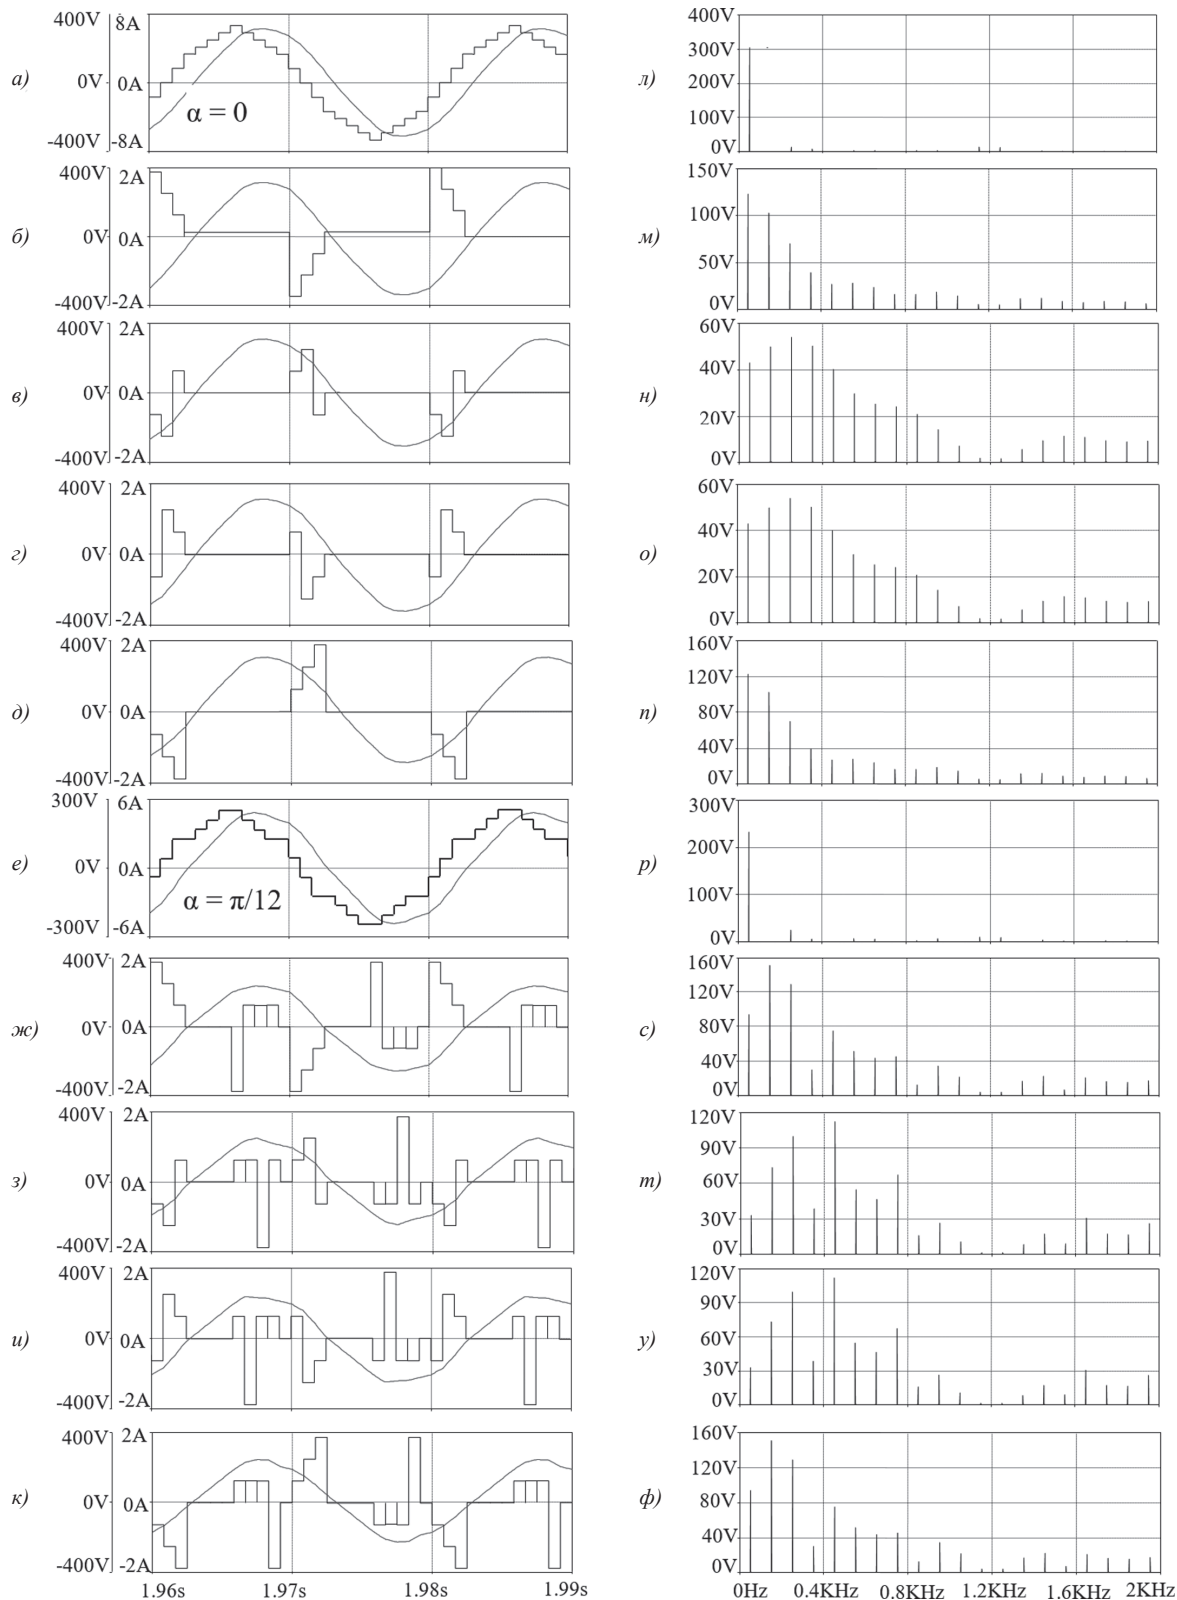 а)
400V
8A
0V
0A
-400V
-8A
α = 0
б)
400V
2A
0V
0A
-400V
-2A
в)
400V
2A
0V
0A
-400V
-2A
г)
400V
2A
0V
0A
-400V
-2A
д)
400V
2A
0V
0A
-400V
-2A
е)
300V
6A
0V
0A
-300V
-6A
α = π/12
ж)
400V
2A
0V
0A
-400V
-2A
з)
400V
2A
0V
0A
-400V
-2A
и)
400V
2A
0V
0A
-400V
-2A
к)
400V
2A
0V
0A
-400V
-2A
1.96s 1.97s 1.98s 1.99s
л)
400V
300V
200V
100V
0V
м)
150V
100V
50V
0V
н)
60V
40V
20V
0V
о)
60V
40V
20V
0V
п)
160V
120V
80V
40V
0V
р)
300V
200V
100V
0V
с)
160V
120V
80V
40V
0V
т)
120V
90V
60V
30V
0V
у)
120V
90V
60V
30V
0V
ф)
160V
120V
80V
40V
0V
0Hz 0.4KHz 0.8KHz 1.2KHz 1.6KHz 2KHz